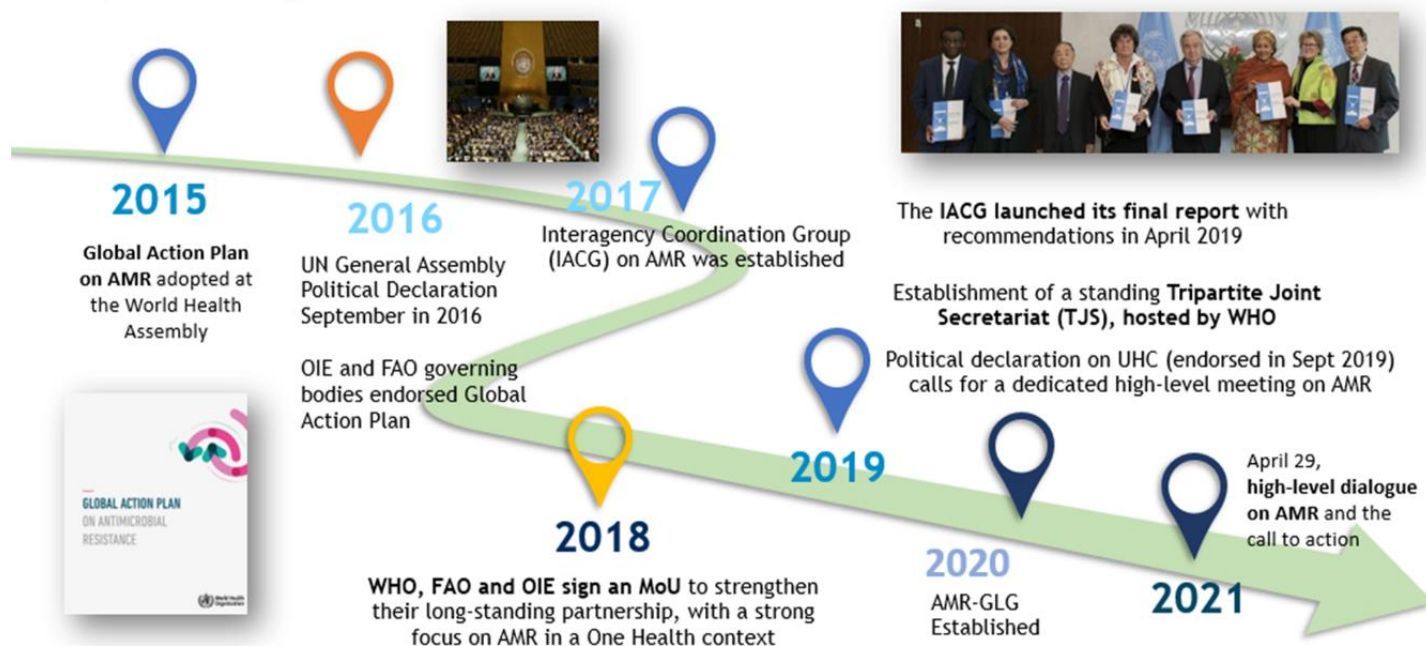 2015
Global Action Plan
on AMR adopted at
the World Health
Assembly
GLOBAL ACTION PLAN
ON ANTIMICROBIAL
RESISTANCE
World Health
Organization
2016
UN General Assembly
Political Declaration
September in 2016
OIE and FAO governing
bodies endorsed Global
Action Plan
2017
Interagency Coordination Group
(IACG) on AMR was established
2018
WHO, FAO and OIE sign an MoU to strengthen
their long-standing partnership, with a strong
focus on AMR in a One Health context
The IACG launched its final report with
recommendations in April 2019
Establishment of a standing Tripartite Joint
Secretariat (TJS), hosted by WHO
Political declaration on UHC (endorsed in Sept 2019)
calls for a dedicated high-level meeting on AMR
2019
2020
AMR-GLG
Established
April 29,
high-level dialogue
on AMR and the
call to action
2021